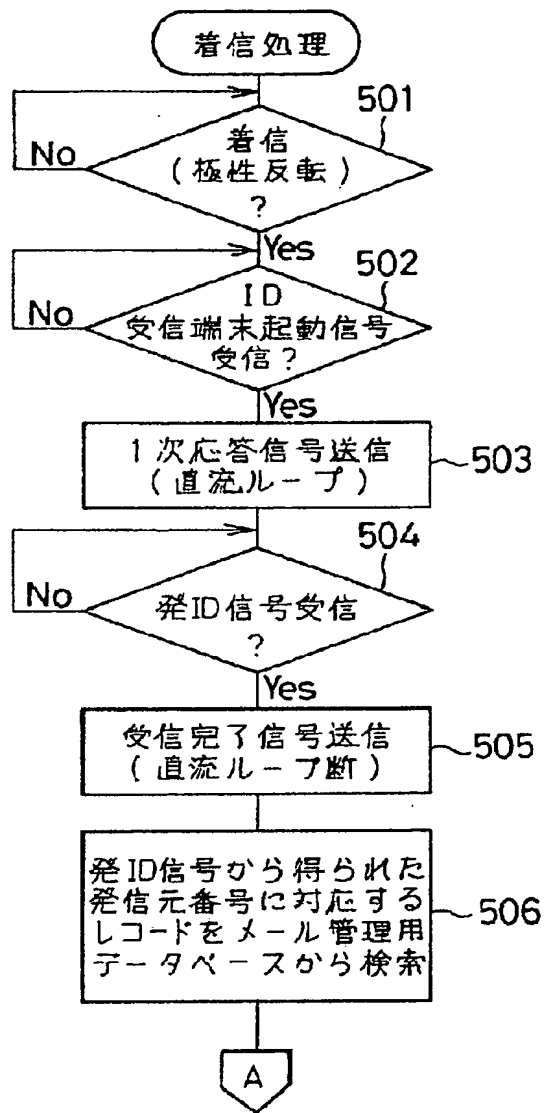 着信処理
501
着信
(極性反転)
?
No
Yes
502
ID
受信端末起動信号
受信?
No
Yes
1次応答信号送信
(直流ループ)
503
504
発ID信号受信
?
No
Yes
受信完了信号送信
(直流ループ断)
505
発ID信号から得られた
発信元番号に対応する
レコードをメール管理用
データベースから検索
506
A